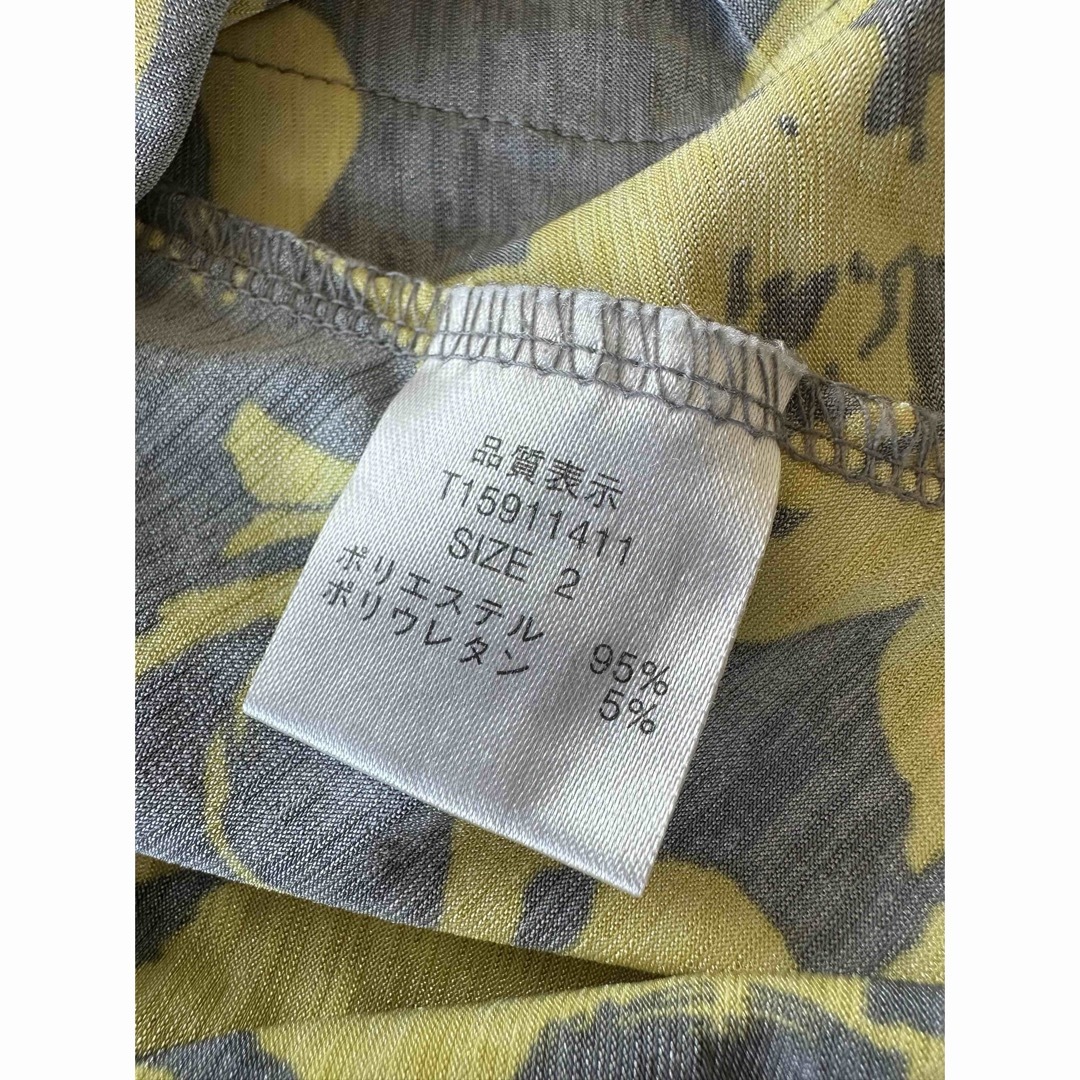 品質表示
T15911411
SIZE 2
ポリエステル 95%
ポリウレタン 5%